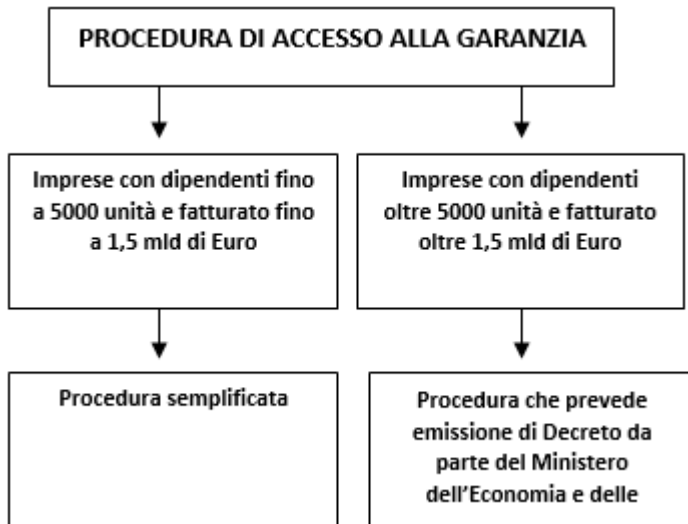 PROCEDURA DI ACCESSO ALLA GARANZIA
Imprese con dipendenti fino
a 5000 unità e fatturato fino
a 1,5 mld di Euro
Imprese con dipendenti
oltre 5000 unità e fatturato
oltre 1,5 mld di Euro
Procedura semplificata
Procedura che prevede
emissione di Decreto da
parte del Ministero
dell’Economia e delle